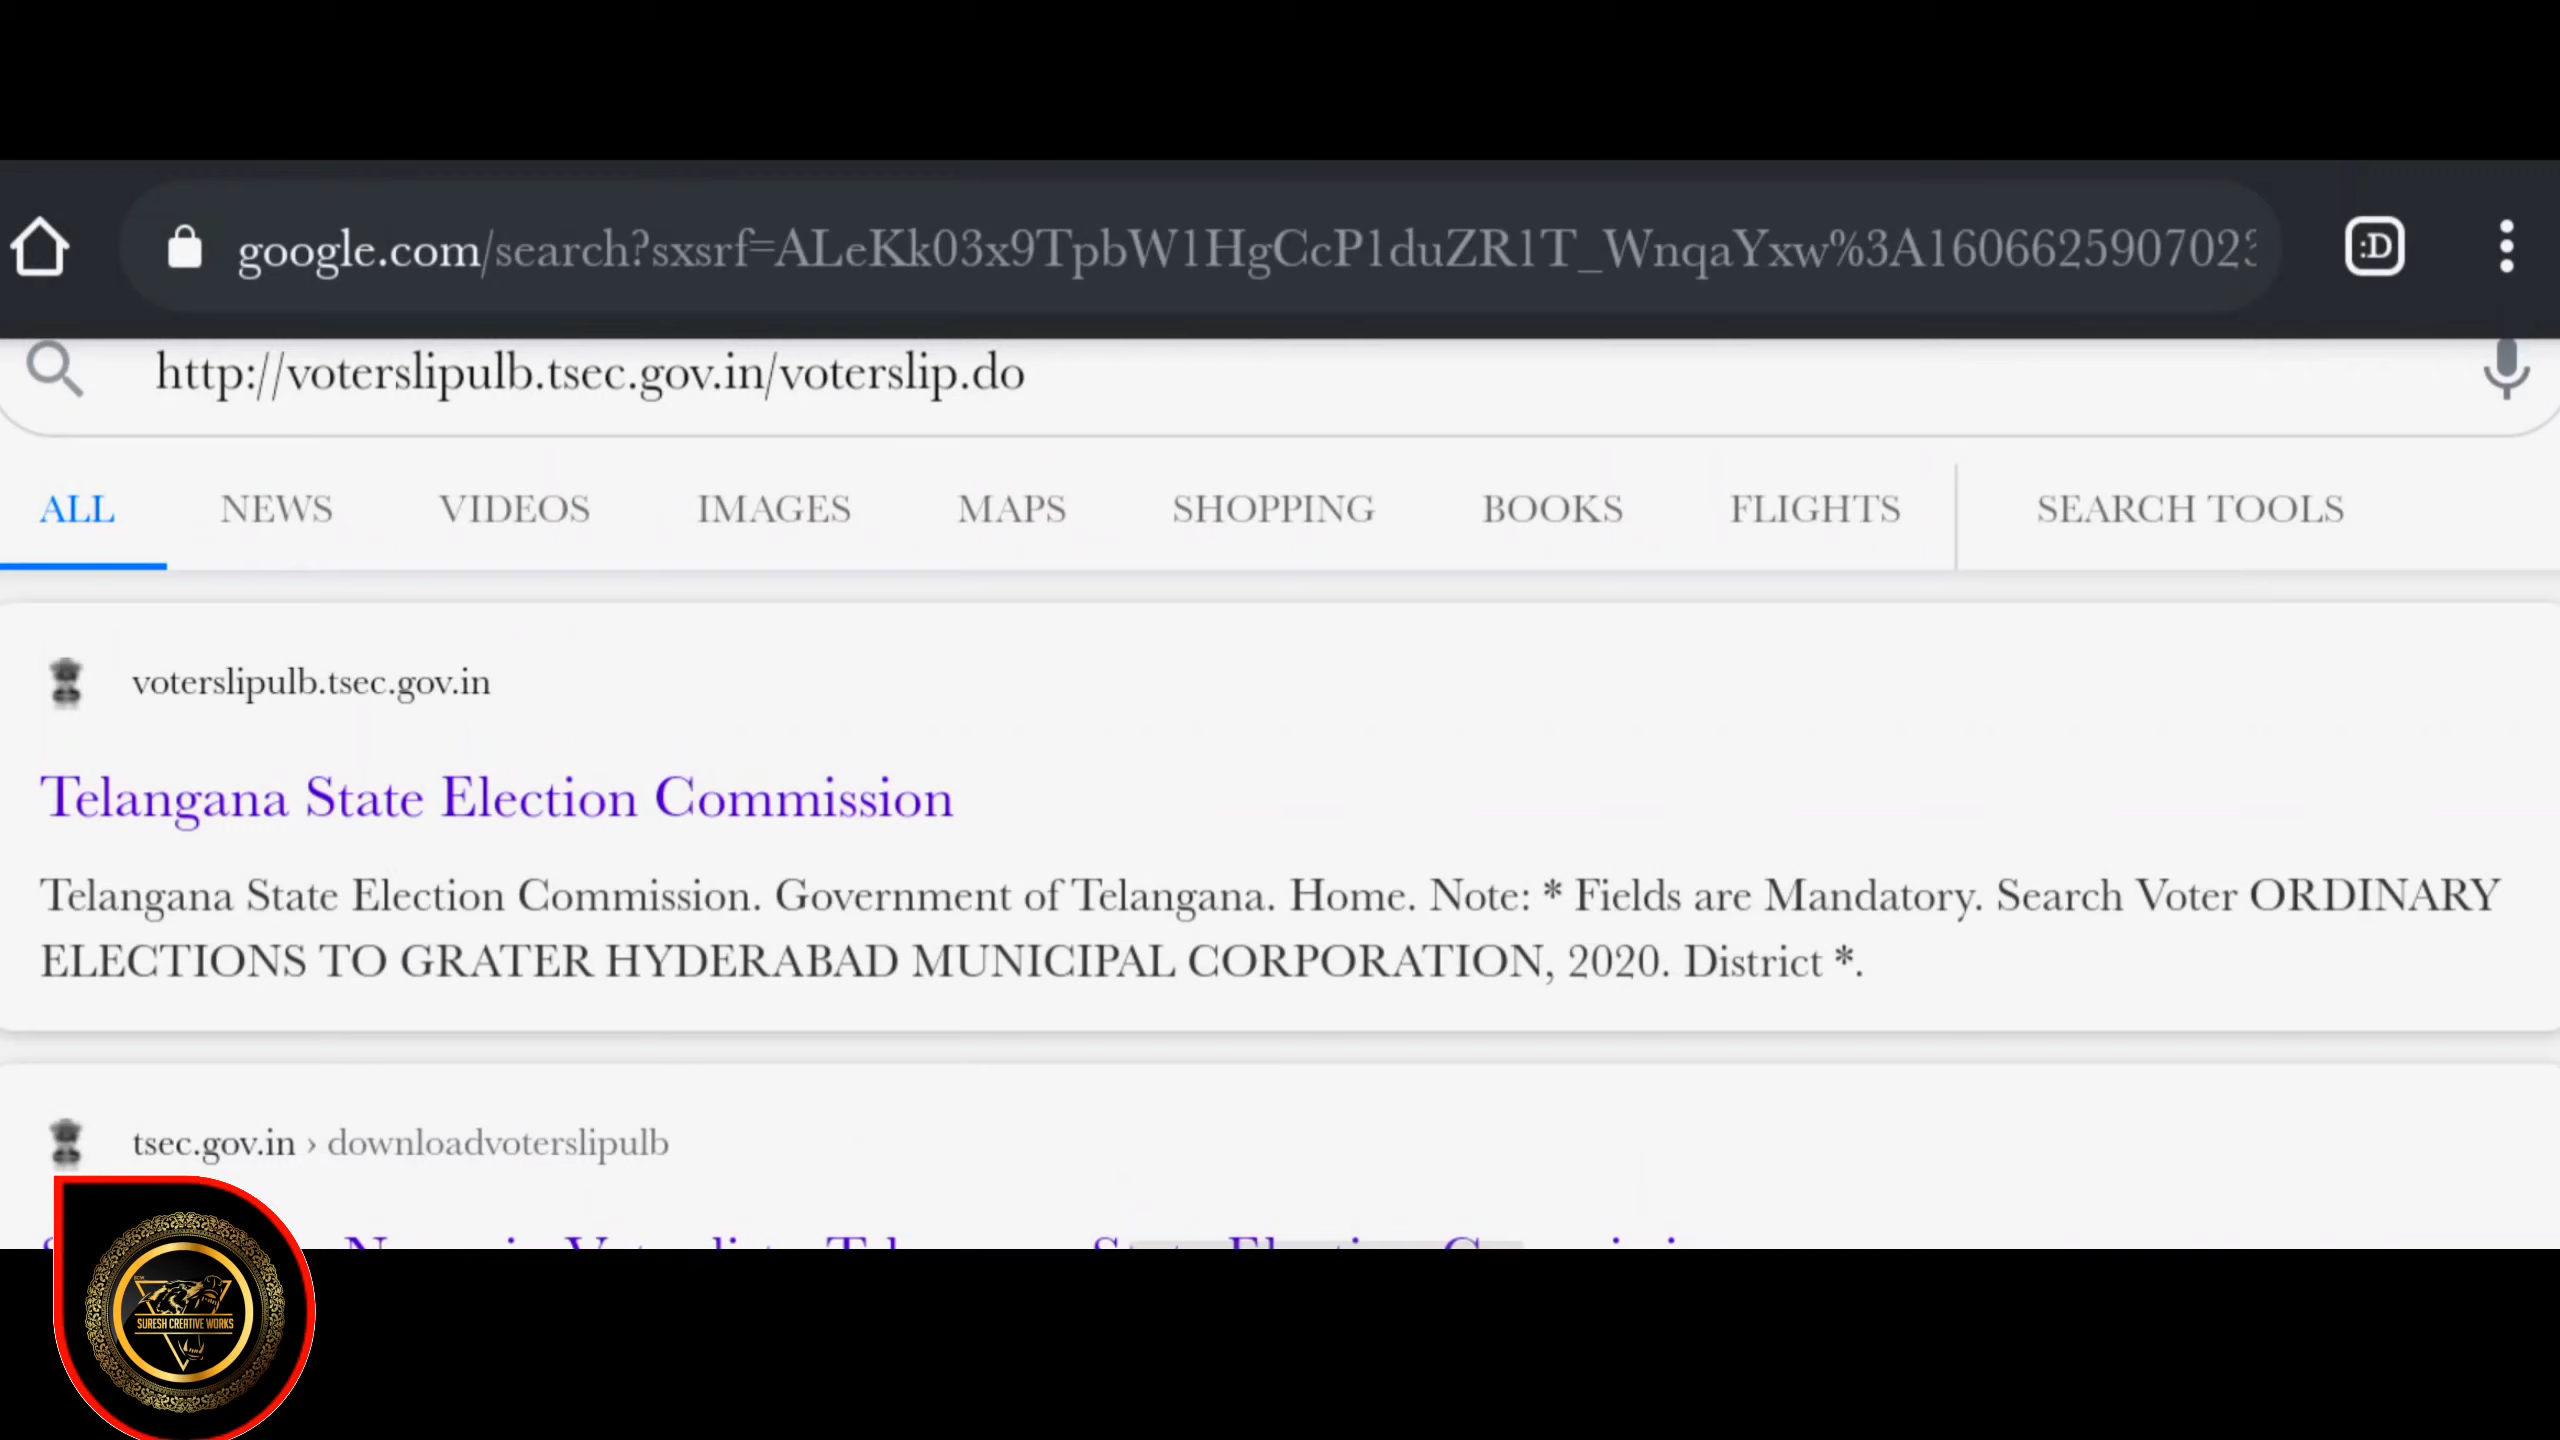 google.com/search?sxsrf=ALeKk03x9TpbW1HgCcP1duZR1T_WnqaYxw%3A1606625907023
:D
http://voterslipulb.tsec.gov.in/voterslip.do
ALL NEWS VIDEOS IMAGES MAPS SHOPPING BOOKS FLIGHTS SEARCH TOOLS
voterslipulb.tsec.gov.in
Telangana State Election Commission
Telangana State Election Commission. Government of Telangana. Home. Note: * Fields are Mandatory. Search Voter ORDINARY
ELECTIONS TO GRATER HYDERABAD MUNICIPAL CORPORATION, 2020. District *.
tsec.gov.in › downloadvoterslipulb
SURESH CREATIVE WORKS